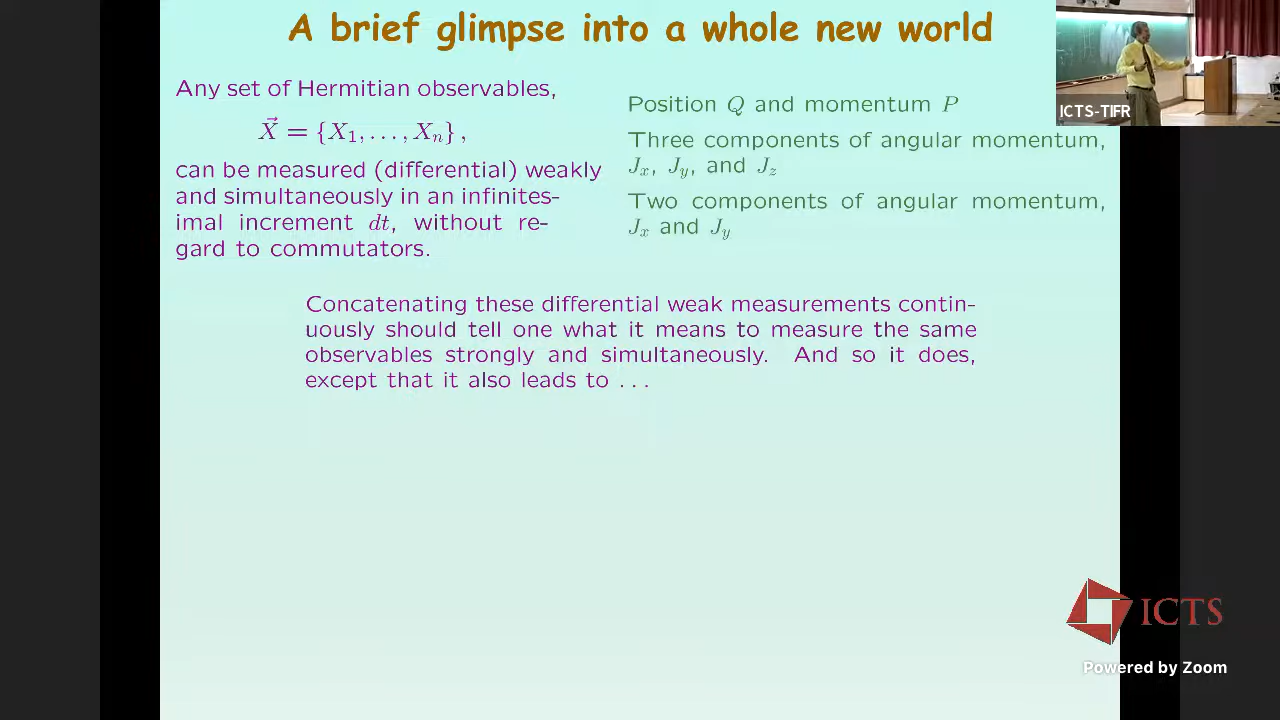 A brief glimpse into a whole new world
Any set of Hermitian observables,
X⃗ = {X₁, . . . , Xₙ} ,
can be measured (differential) weakly
and simultaneously in an infinites-
imal increment dt, without re-
gard to commutators.
Position Q and momentum P
Three components of angular momentum,
Jₓ, J_y, and J_z
Two components of angular momentum,
Jₓ and J_y
Concatenating these differential weak measurements contin-
uously should tell one what it means to measure the same
observables strongly and simultaneously. And so it does,
except that it also leads to . . .
ICTS-TIFR
ICTS
Powered by Zoom